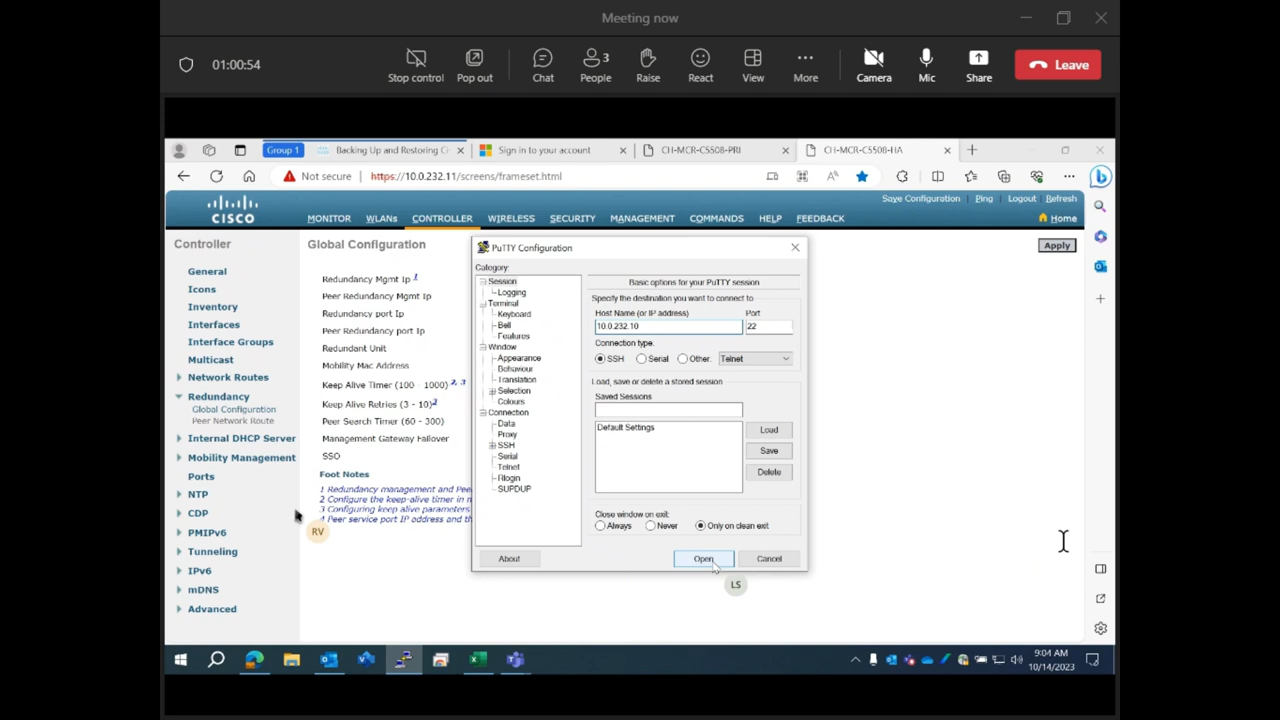 Meeting now
01:00:54
Stop control
Pop out
Chat
People
3
Raise
React
View
More
Camera
Mic
Share
Leave
Group 1
Backing Up and Restoring C
Sign in to your account
CH-MCR-C5508-PRI
CH-MCR-C5508-HA
Not secure
https://10.0.232.11/screens/frameset.html
Save Configuration
Ping
Logout
Refresh
CISCO
MONITOR
WLANs
CONTROLLER
WIRELESS
SECURITY
MANAGEMENT
COMMANDS
HELP
FEEDBACK
Home
Controller
General
Icons
Inventory
Interfaces
Interface Groups
Multicast
Network Routes
Redundancy
Global Configuration
Peer Network Route
Internal DHCP Server
Mobility Management
Ports
NTP
CDP
PMIPv6
Tunneling
IPv6
mDNS
Advanced
Global Configuration
Apply
Redundancy Mgmt Ip 1
Peer Redundancy Mgmt Ip
Redundancy port Ip
Peer Redundancy port Ip
Redundant Unit
Mobility Mac Address
Keep Alive Timer (100 - 1000) 2, 3
Keep Alive Retries (3 - 10)2
Peer Search Timer (60 - 300)
Management Gateway Failover
SSO
Foot Notes
1 Redundancy management and Pee
2 Configure the keep-alive timer in m
3 Configuring keep alive parameters
4 Peer service port IP address and th
RV
PuTTY Configuration
Category:
Session
Logging
Terminal
Keyboard
Bell
Features
Window
Appearance
Behaviour
Translation
Selection
Colours
Connection
Data
Proxy
SSH
Serial
Telnet
Rlogin
SUPDUP
Basic options for your PuTTY session
Specify the destination you want to connect to
Host Name (or IP address)
Port
10.0.232.10
22
Connection type:
SSH
Serial
Other:
Telnet
Load, save or delete a stored session
Saved Sessions
Default Settings
Load
Save
Delete
Close window on exit:
Always
Never
Only on clean exit
About
Open
Cancel
LS
9:04 AM
10/14/2023